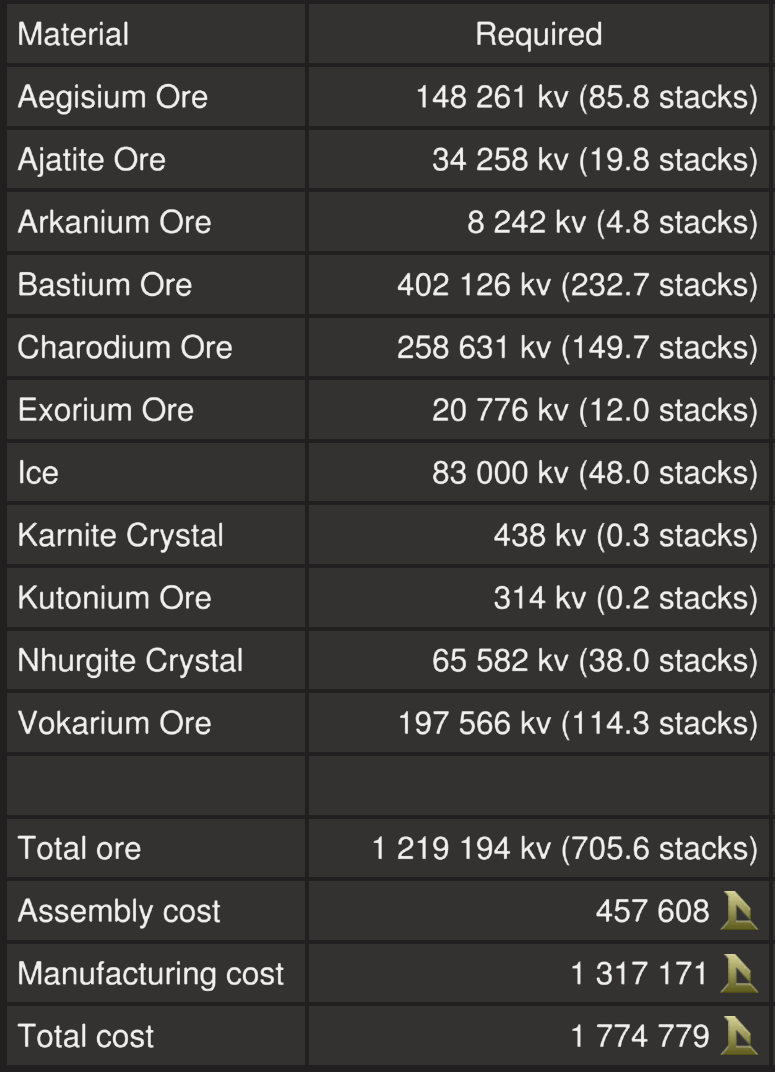 Material Required
Aegisium Ore 148 261 kv (85.8 stacks)
Ajatite Ore 34 258 kv (19.8 stacks)
Arkanium Ore 8 242 kv (4.8 stacks)
Bastium Ore 402 126 kv (232.7 stacks)
Charodium Ore 258 631 kv (149.7 stacks)
Exorium Ore 20 776 kv (12.0 stacks)
Ice 83 000 kv (48.0 stacks)
Karnite Crystal 438 kv (0.3 stacks)
Kutonium Ore 314 kv (0.2 stacks)
Nhurgite Crystal 65 582 kv (38.0 stacks)
Vokarium Ore 197 566 kv (114.3 stacks)
Total ore 1 219 194 kv (705.6 stacks)
Assembly cost 457 608
Manufacturing cost 1 317 171
Total cost 1 774 779